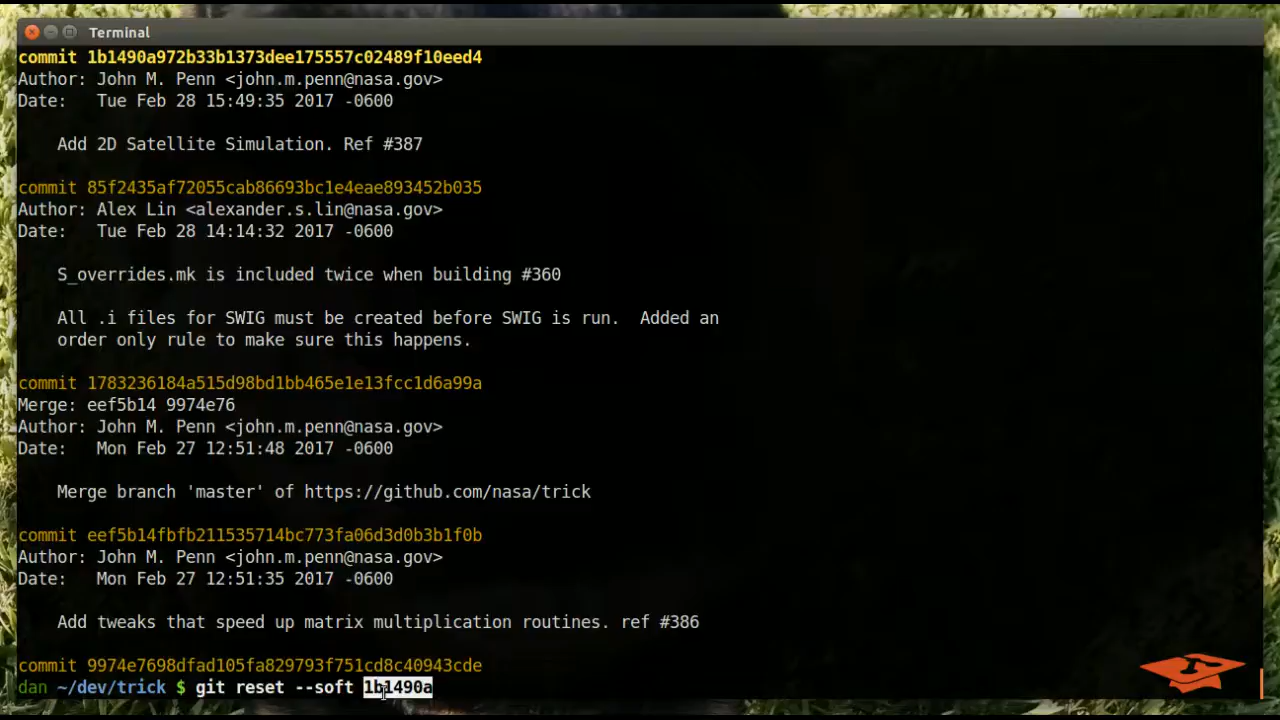 Terminal
commit 1b1490a972b33b1373dee175557c02489f10eed4
Author: John M. Penn <john.m.penn@nasa.gov>
Date:   Tue Feb 28 15:49:35 2017 -0600
Add 2D Satellite Simulation. Ref #387
commit 85f2435af72055cab86693bc1e4eae893452b035
Author: Alex Lin <alexander.s.lin@nasa.gov>
Date:   Tue Feb 28 14:14:32 2017 -0600
S_overrides.mk is included twice when building #360
All .i files for SWIG must be created before SWIG is run.  Added an
order only rule to make sure this happens.
commit 1783236184a515d98bd1bb465e1e13fcc1d6a99a
Merge: eef5b14 9974e76
Author: John M. Penn <john.m.penn@nasa.gov>
Date:   Mon Feb 27 12:51:48 2017 -0600
Merge branch 'master' of https://github.com/nasa/trick
commit eef5b14fbfb211535714bc773fa06d3d0b3b1f0b
Author: John M. Penn <john.m.penn@nasa.gov>
Date:   Mon Feb 27 12:51:35 2017 -0600
Add tweaks that speed up matrix multiplication routines. ref #386
commit 9974e7698dfad105fa829793f751cd8c40943cde
dan ~/dev/trick $ git reset --soft 1b1490a